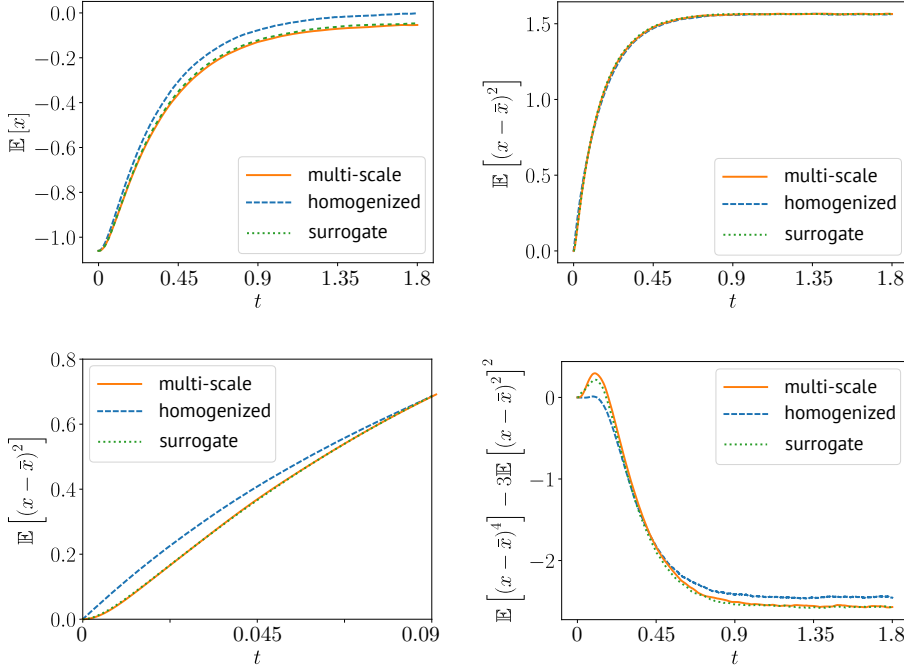 0.0
−0.2
−0.4
−0.6
−0.8
−1.0
𝔼 [x]
multi-scale
homogenized
surrogate
0 0.45 0.9 1.35 1.8
t
1.5
1.0
0.5
0.0
𝔼 [(x − x̄)²]
multi-scale
homogenized
surrogate
0 0.45 0.9 1.35 1.8
t
0.8
0.6
0.4
0.2
0.0
𝔼 [(x − x̄)²]
multi-scale
homogenized
surrogate
0 0.045 0.09
t
0
−1
−2
𝔼 [(x − x̄)⁴] − 3𝔼 [(x − x̄)²]²
multi-scale
homogenized
surrogate
0 0.45 0.9 1.35 1.8
t